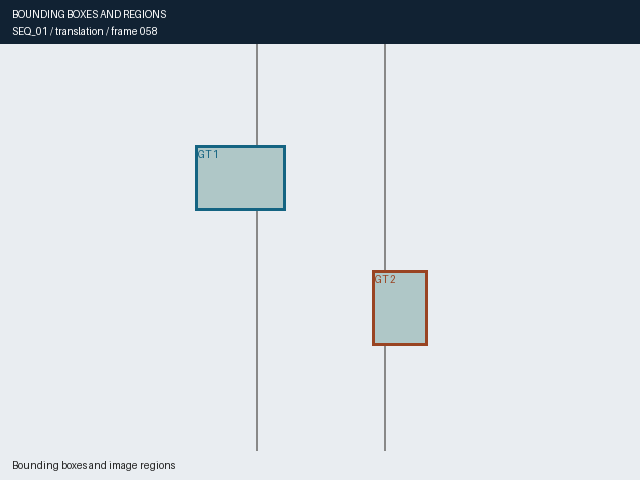 BOUNDING BOXES AND REGIONS
SEQ_01 / translation / frame 058
GT1
GT2
Bounding boxes and image regions